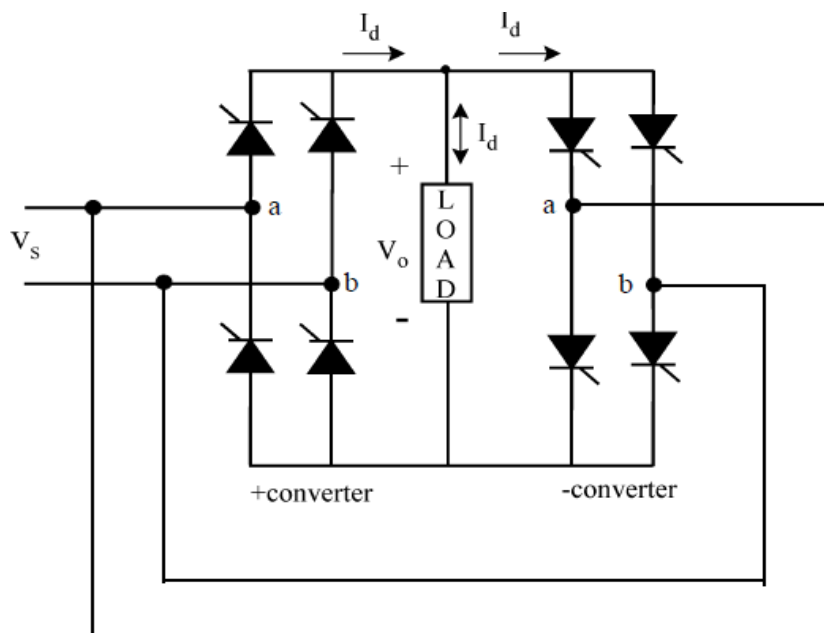 I_d
I_d
I_d
+
a
a
V_s
L
O
A
D
V_o
b
b
-
+converter
-converter